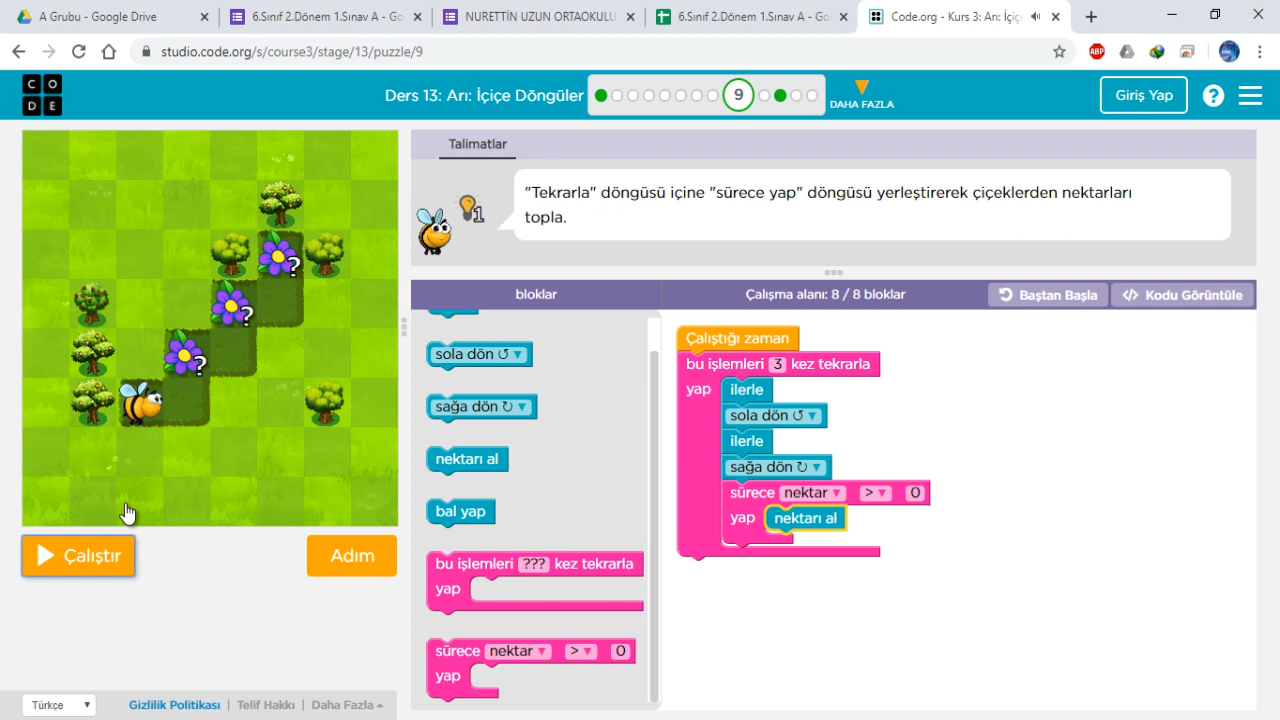 A Grubu - Google Drive
6.Sınıf 2.Dönem 1.Sınav A - Go
NURETTİN UZUN ORTAOKULU
6.Sınıf 2.Dönem 1.Sınav A - Go
Code.org - Kurs 3: Arı: İçiç
studio.code.org/s/course3/stage/13/puzzle/9
ABP
C O
D E
Ders 13: Arı: İçiçe Döngüler
9
DAHA FAZLA
Giriş Yap
?
Talimatlar
1
"Tekrarla" döngüsü içine "sürece yap" döngüsü yerleştirerek çiçeklerden nektarları
topla.
?
?
?
Çalıştır
Adım
bloklar
Çalışma alanı: 8 / 8 bloklar
Baştan Başla
Kodu Görüntüle
sola dön
sağa dön
nektarı al
bal yap
bu işlemleri ??? kez tekrarla
yap
sürece nektar > 0
yap
Çalıştığı zaman
bu işlemleri 3 kez tekrarla
yap ilerle
sola dön
ilerle
sağa dön
sürece nektar > 0
yap nektarı al
Türkçe
Gizlilik Politikası | Telif Hakkı | Daha Fazla